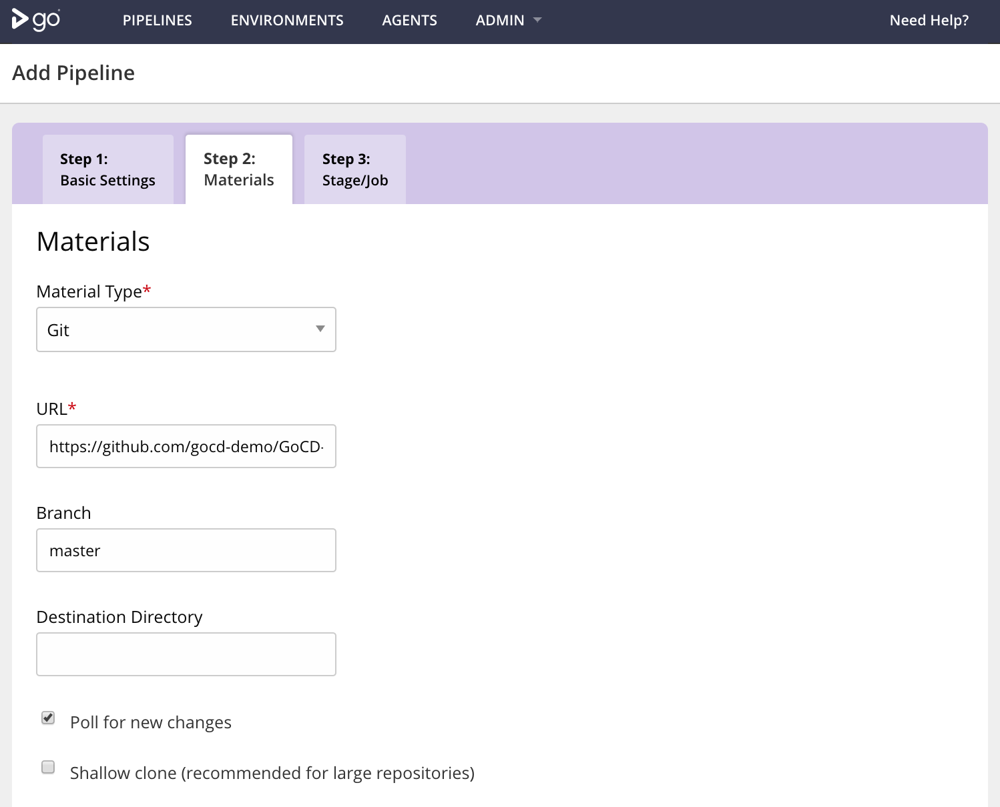 go
PIPELINES ENVIRONMENTS AGENTS ADMIN Need Help?
Add Pipeline
Step 1:
Basic Settings
Step 2:
Materials
Step 3:
Stage/Job
Materials
Material Type*
Git
URL*
https://github.com/gocd-demo/GoCD-
Branch
master
Destination Directory
Poll for new changes
Shallow clone (recommended for large repositories)